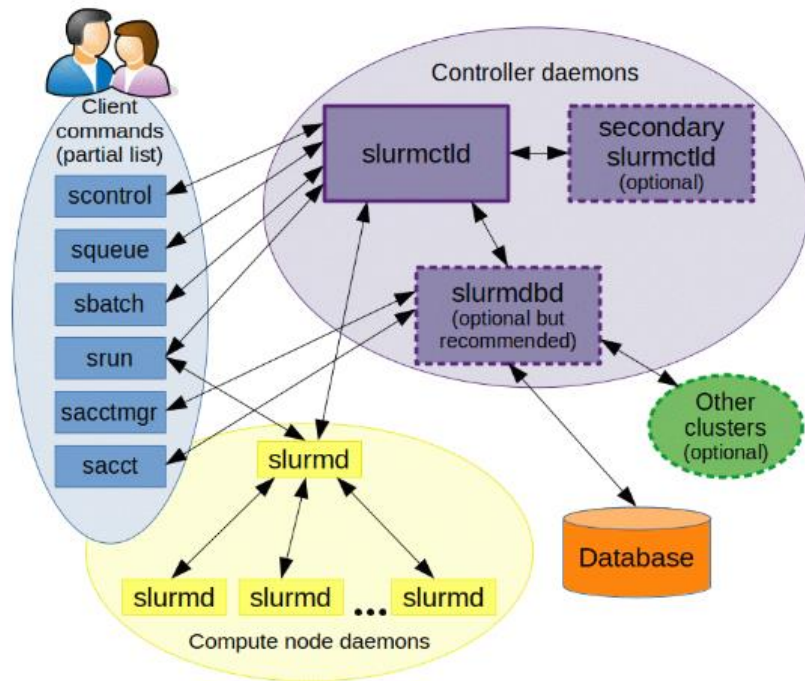 Client
commands
(partial list)
scontrol
squeue
sbatch
srun
sacctmgr
sacct
Controller daemons
slurmctld
secondary
slurmctld
(optional)
slurmdbd
(optional but
recommended)
Other
clusters
(optional)
Database
slurmd
slurmd
slurmd
...
slurmd
Compute node daemons